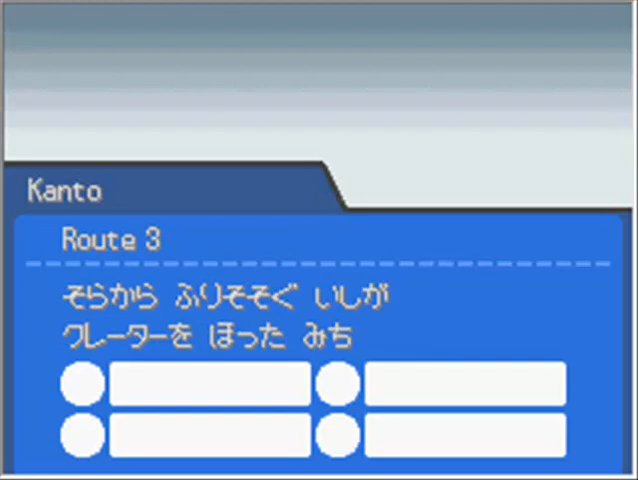 Kanto
Route 3
そらから ふりそそぐ いしが
クレーターを ほった みち